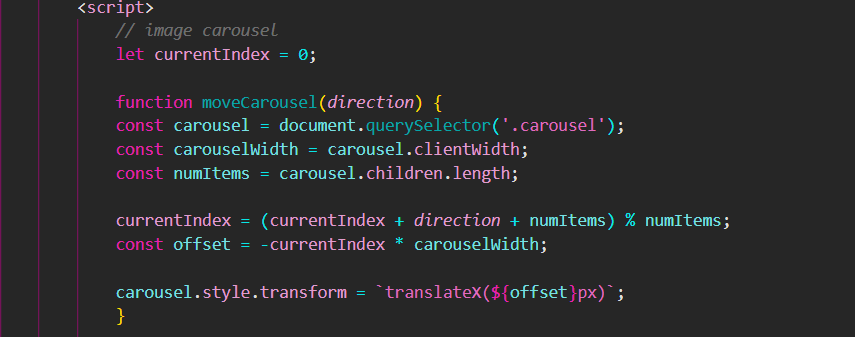 <script>
// image carousel
let currentIndex = 0;
function moveCarousel(direction) {
const carousel = document.querySelector('.carousel');
const carouselWidth = carousel.clientWidth;
const numItems = carousel.children.length;
currentIndex = (currentIndex + direction + numItems) % numItems;
const offset = -currentIndex * carouselWidth;
carousel.style.transform = `translateX(${offset}px)`;
}